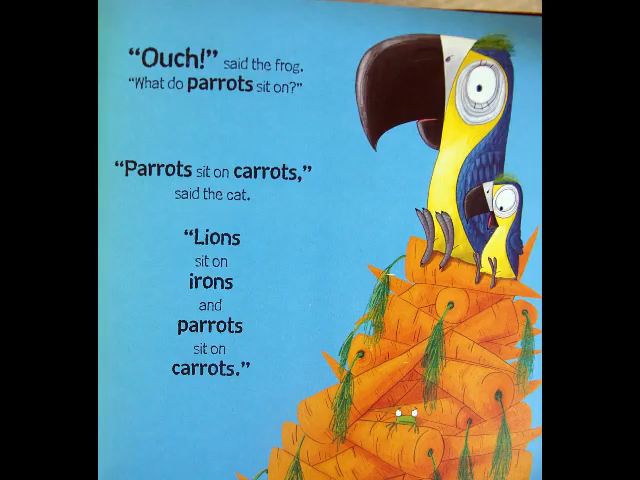 “Ouch!” said the frog.
“What do parrots sit on?”
“Parrots sit on carrots,”
said the cat.
“Lions
sit on
irons
and
parrots
sit on
carrots.”